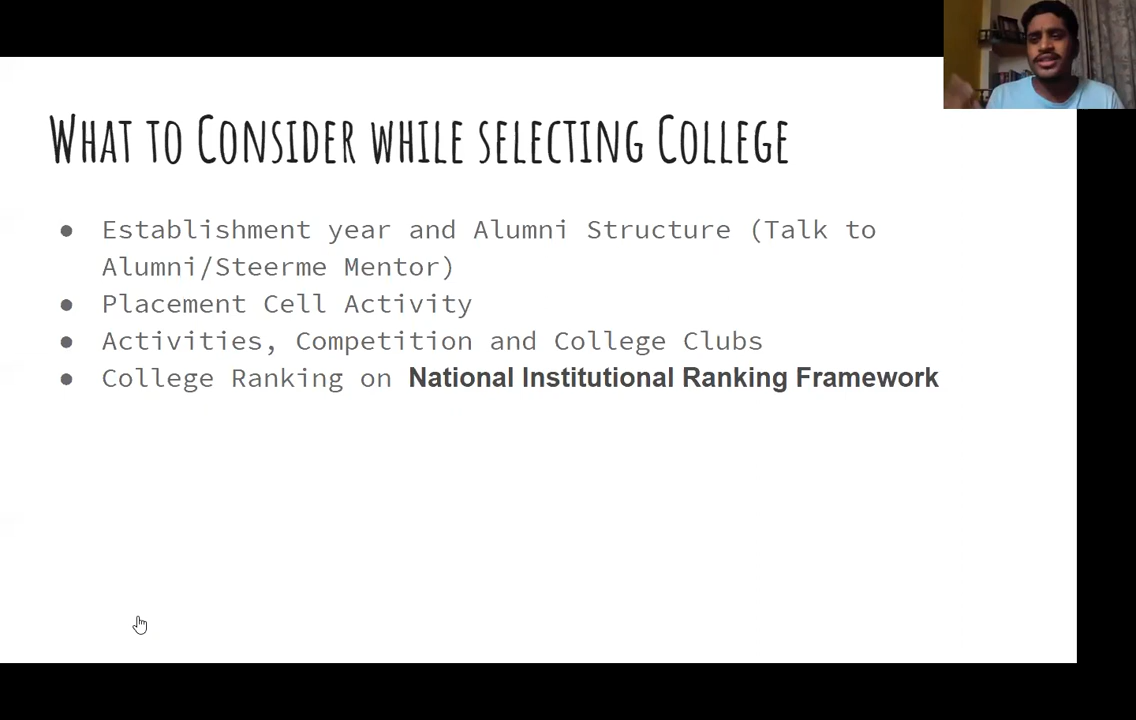 What to Consider while selecting College
● Establishment year and Alumni Structure (Talk to
Alumni/Steerme Mentor)
● Placement Cell Activity
● Activities, Competition and College Clubs
● College Ranking on National Institutional Ranking Framework